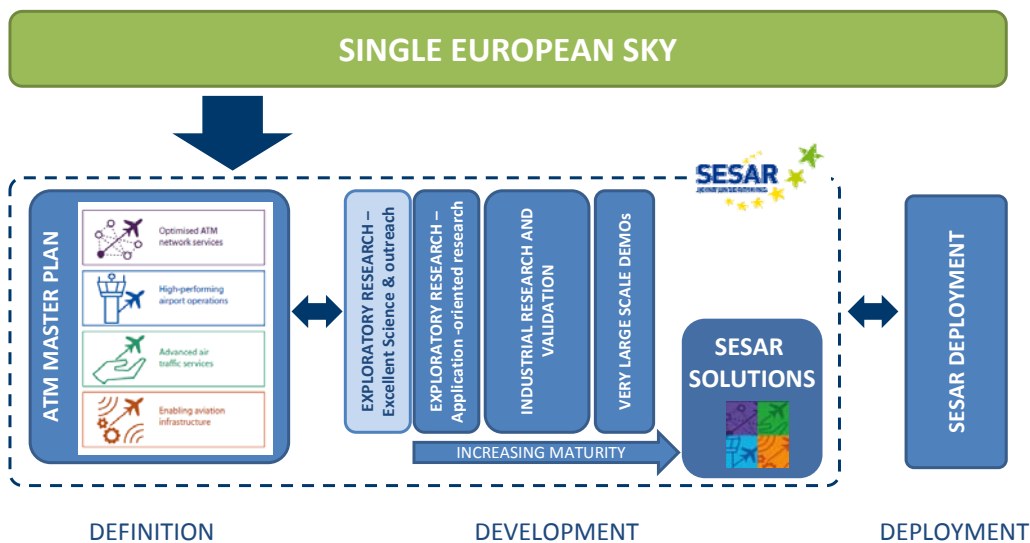 SINGLE EUROPEAN SKY
SESAR
JOINT UNDERTAKING
ATM MASTER PLAN
Optimised ATM
network services
High-performing
airport operations
Advanced air
traffic services
Enabling aviation
infrastructure
EXPLORATORY RESEARCH –
Excellent Science & outreach
EXPLORATORY RESEARCH –
Application -oriented research
INDUSTRIAL RESEARCH AND
VALIDATION
VERY LARGE SCALE DEMOs
SESAR
SOLUTIONS
INCREASING MATURITY
SESAR DEPLOYMENT
DEFINITION
DEVELOPMENT
DEPLOYMENT